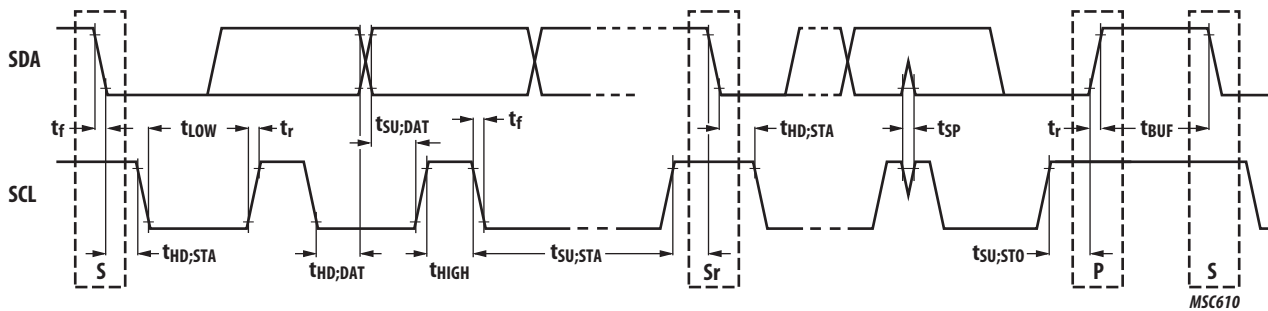 SDA
tf tLOW tr tSU;DAT tf tHD;STA tSP tr tBUF
SCL
tHD;STA tHD;DAT tHIGH tSU;STA tSU;STO
S Sr P S
MSC610